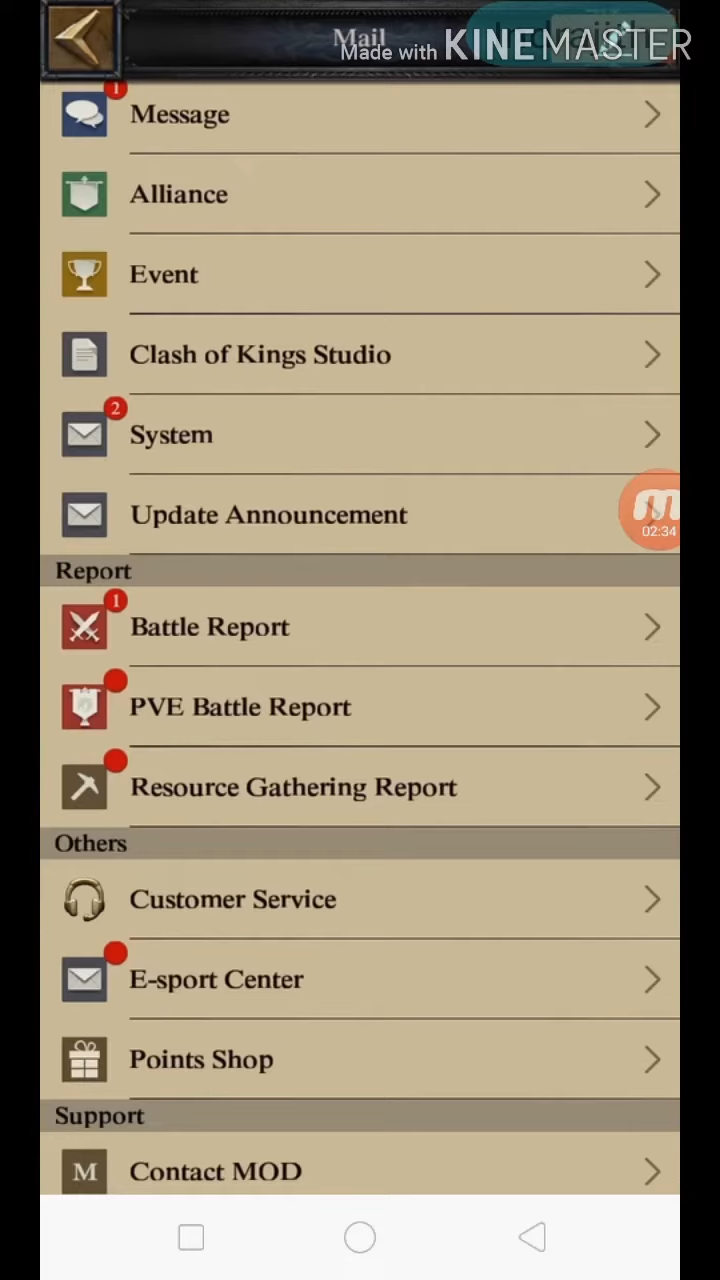 Mail
Made with KINEMASTER
1
Message
Alliance
Event
Clash of Kings Studio
2
System
Update Announcement
02:34
Report
1
Battle Report
PVE Battle Report
Resource Gathering Report
Others
Customer Service
E-sport Center
Points Shop
Support
M
Contact MOD